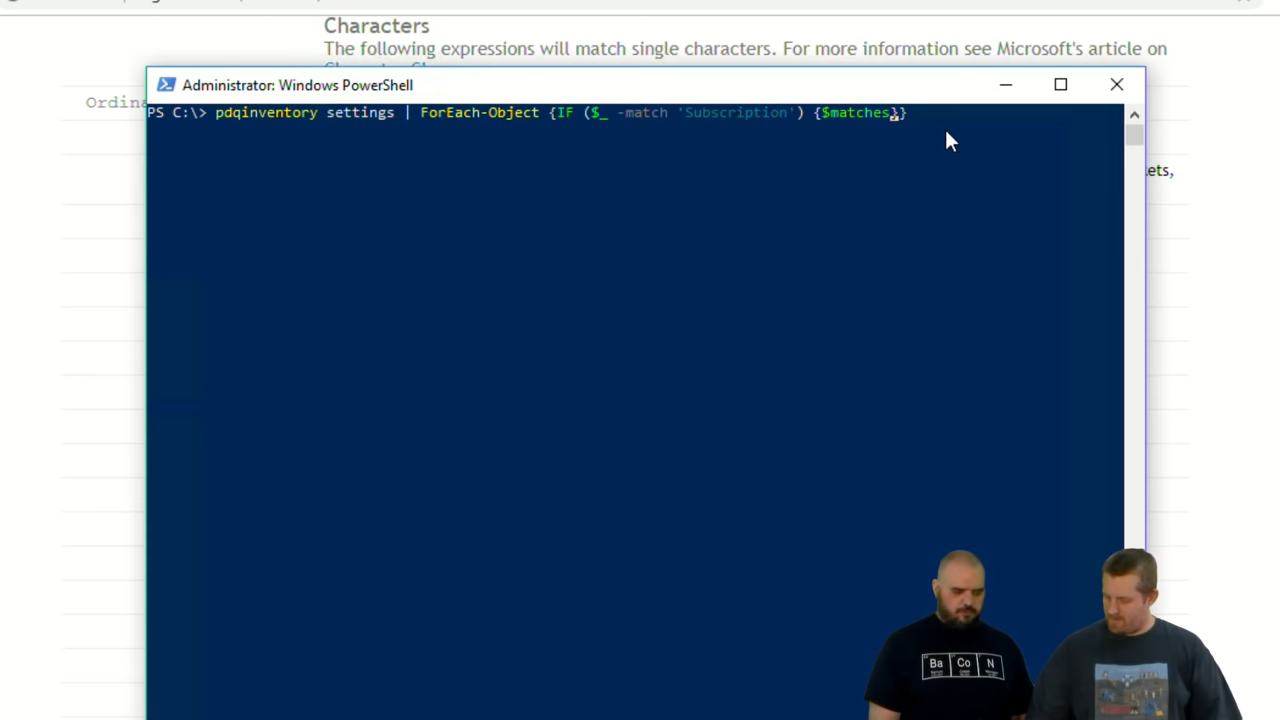 Characters
The following expressions will match single characters. For more information see Microsoft's article on
Ordina
Administrator: Windows PowerShell
PS C:\> pdqinventory settings | ForEach-Object {IF ($_ -match 'Subscription') {$matches}}
ets,
Ba Co N